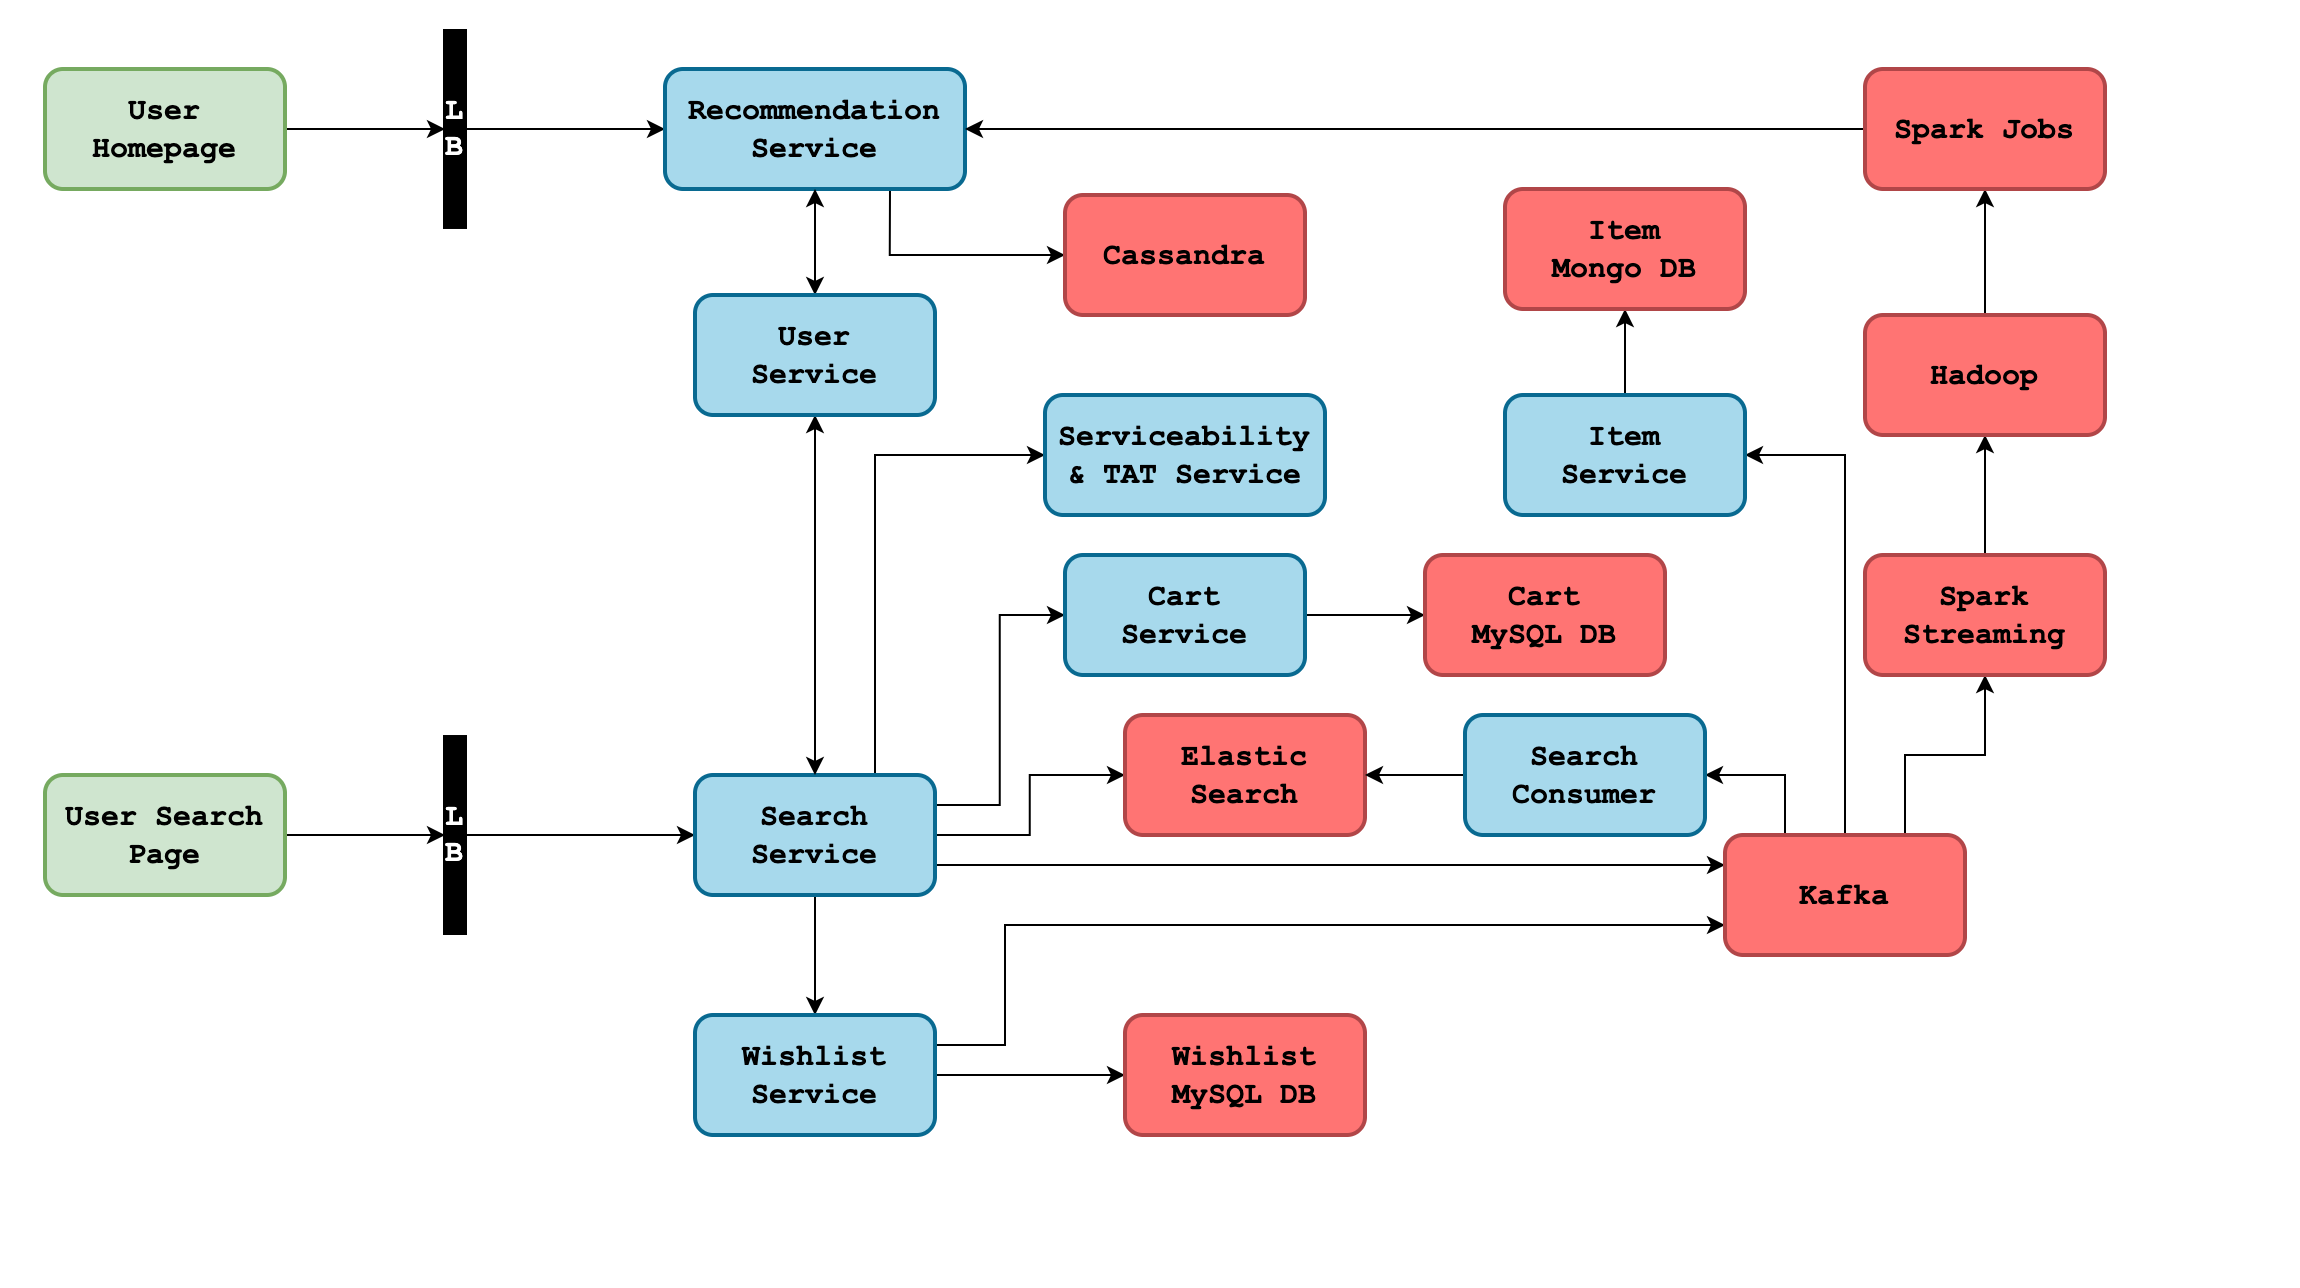 User
Homepage
L
B
Recommendation
Service
Spark Jobs
Cassandra
Item
Mongo DB
User
Service
Hadoop
Serviceability
& TAT Service
Item
Service
Cart
Service
Cart
MySQL DB
Spark
Streaming
Elastic
Search
Search
Consumer
User Search
Page
L
B
Search
Service
Kafka
Wishlist
Service
Wishlist
MySQL DB